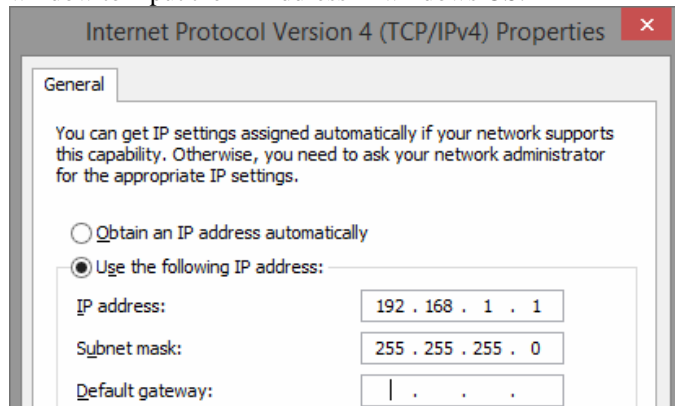 Internet Protocol Version 4 (TCP/IPv4) Properties
General
You can get IP settings assigned automatically if your network supports
this capability. Otherwise, you need to ask your network administrator
for the appropriate IP settings.
Obtain an IP address automatically
Use the following IP address:
IP address: 192 . 168 . 1 . 1
Subnet mask: 255 . 255 . 255 . 0
Default gateway: . . .